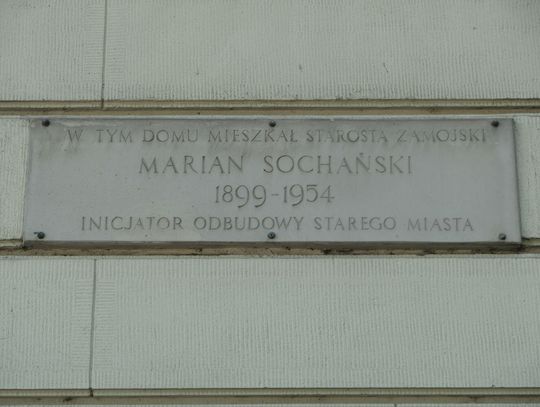 W TYM DOMU MIESZKAŁ STAROSTA ZAMOJSKI
MARIAN SOCHAŃSKI
1899-1954
INICJATOR ODBUDOWY STAREGO MIASTA